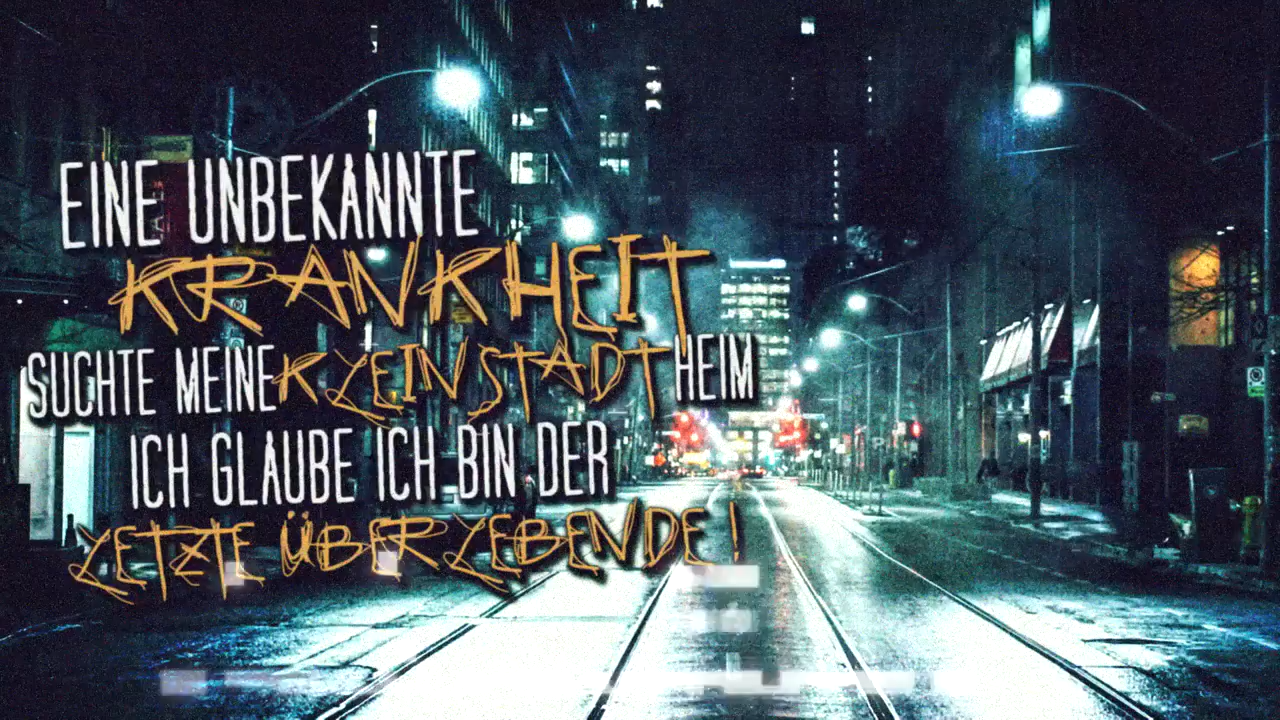 EINE UNBEKANNTE
KRANKHEIT
SUCHTE MEINE KLEINSTADT HEIM
ICH GLAUBE ICH BIN DER
LETZTE ÜBERLEBENDE!